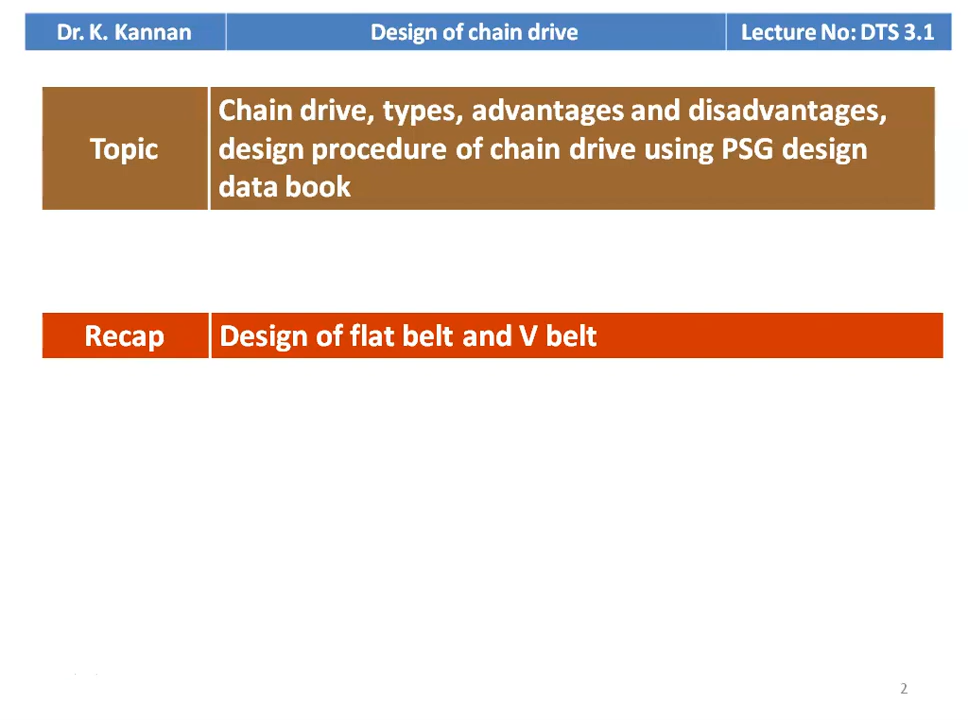 Dr. K. Kannan Design of chain drive Lecture No: DTS 3.1
Chain drive, types, advantages and disadvantages,
Topic design procedure of chain drive using PSG design
data book
Recap Design of flat belt and V belt
2